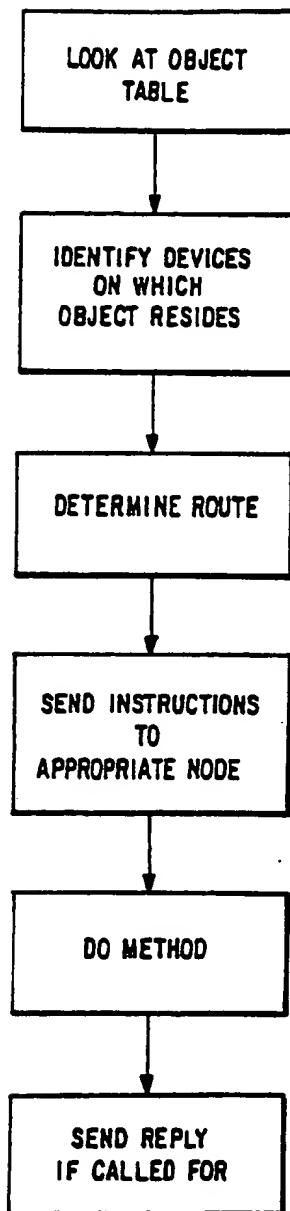 LOOK AT OBJECT
TABLE
IDENTIFY DEVICES
ON WHICH
OBJECT RESIDES
DETERMINE ROUTE
SEND INSTRUCTIONS
TO
APPROPRIATE NODE
DO METHOD
SEND REPLY
IF CALLED FOR